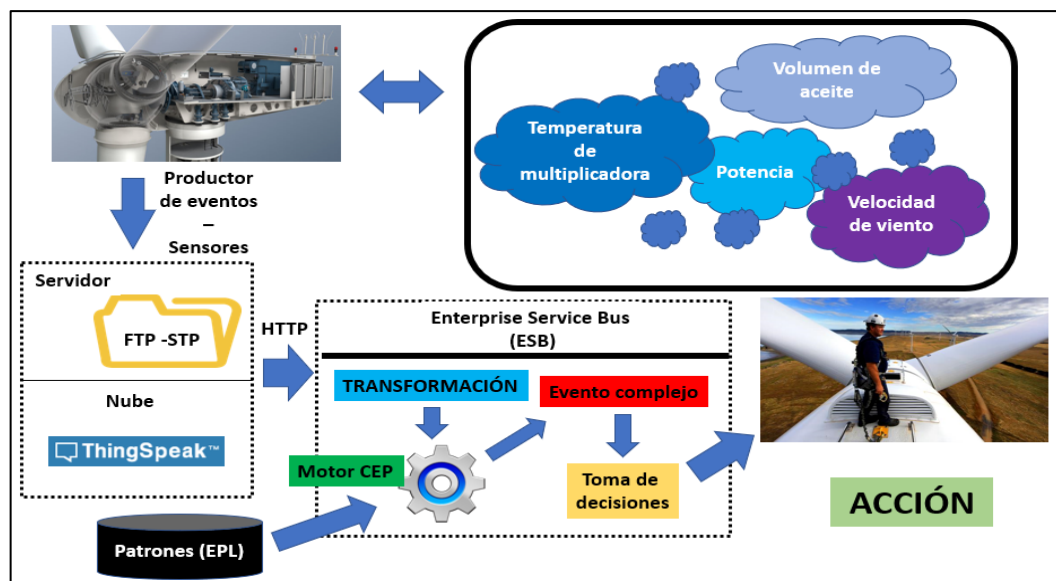 Volumen de
aceite
Temperatura
de
multiplicadora
Potencia
Velocidad
de viento
Productor
de eventos
–
Sensores
Servidor
FTP -STP
HTTP
Nube
ThingSpeak™
Enterprise Service Bus
(ESB)
TRANSFORMACIÓN
Evento complejo
Motor CEP
Toma de
decisiones
Patrones (EPL)
ACCIÓN